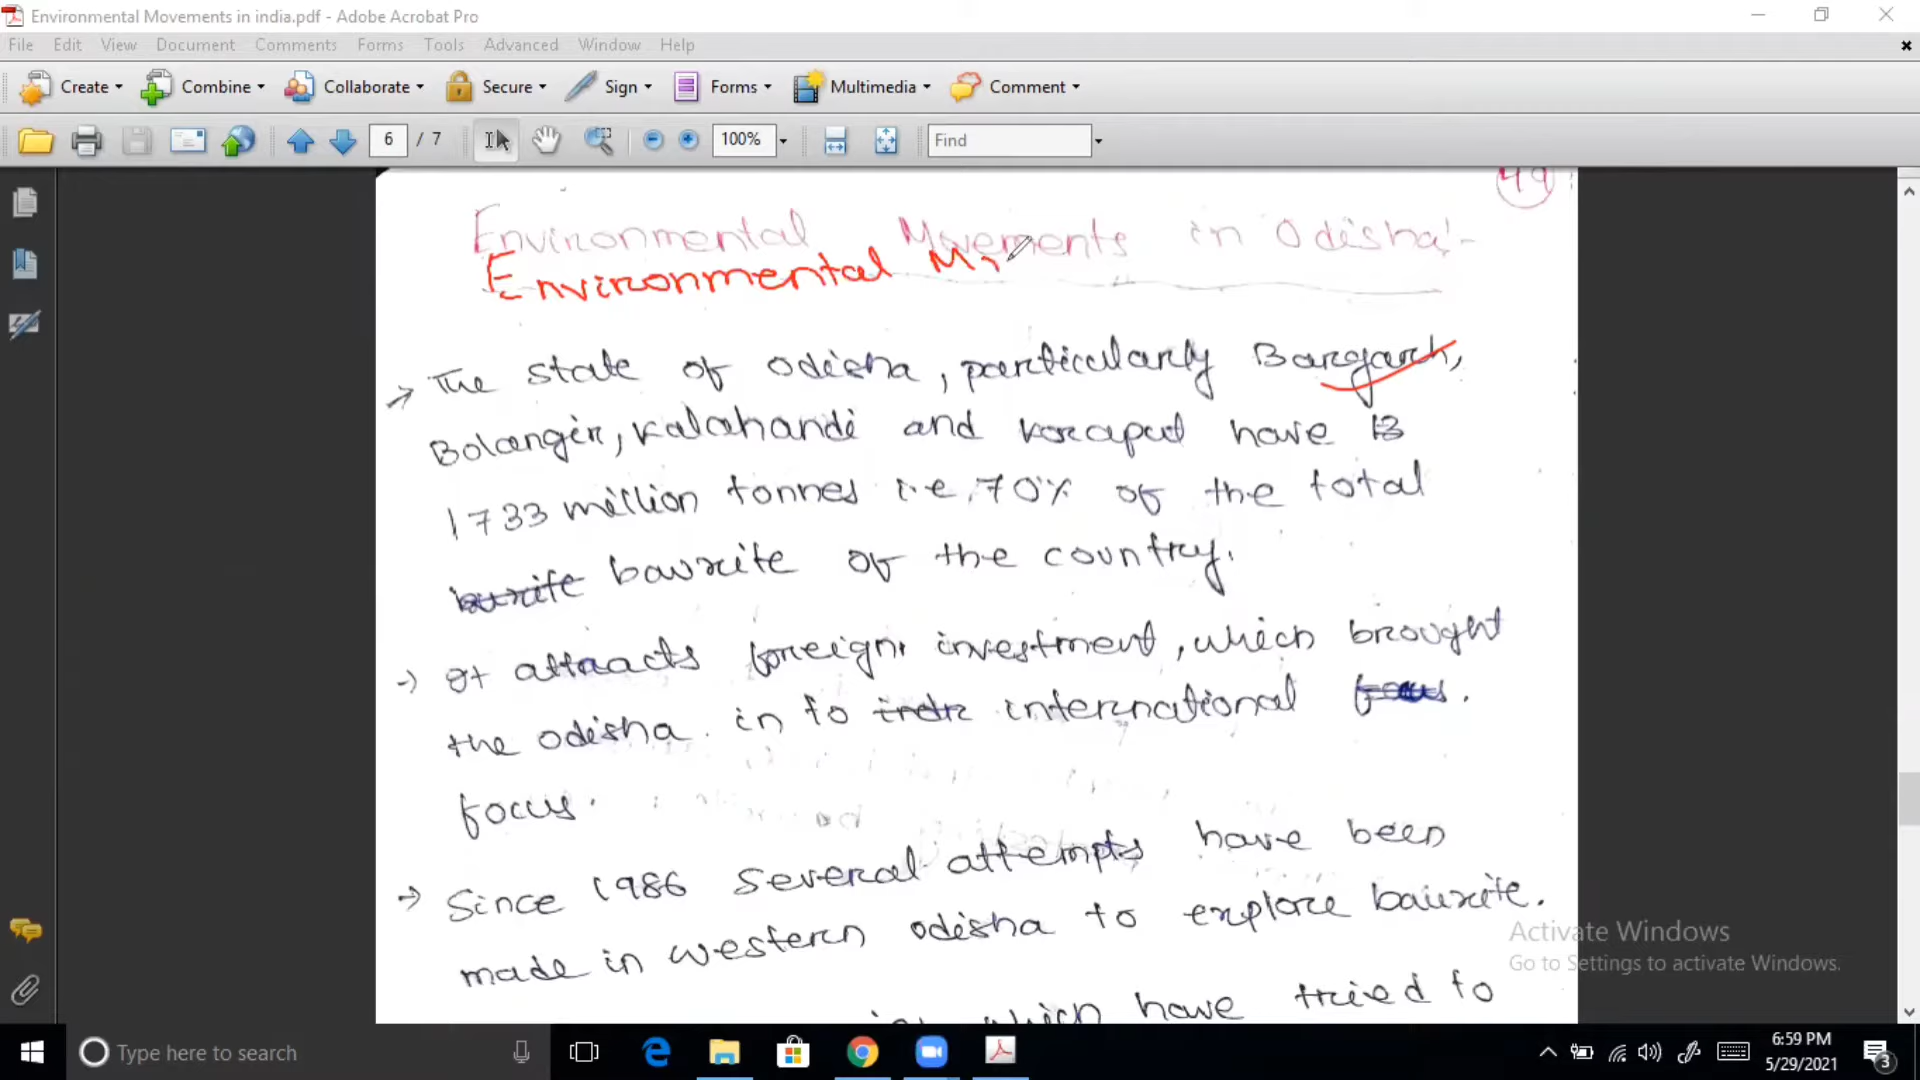 Environmental Movements in india.pdf - Adobe Acrobat Pro
File Edit View Document Comments Forms Tools Advanced Window Help
Create Combine Collaborate Secure Sign Forms Multimedia Comment
6 / 7 100% Find
49
Environmental Movements in Odisha:-
Environmental M
→ The state of odisha, particularly Bargarh,
Bolangir, Kalahandi and Koraput have
1733 million tonnes i.e. 70% of the total
bauxite of the country.
→ It attracts foreign investment, which brought
the odisha in to international
focus.
→ Since 1986 several attempts have been
made in western odisha to explore bauxite.
which have tried to
Activate Windows
Go to Settings to activate Windows.
Type here to search
6:59 PM
5/29/2021
3